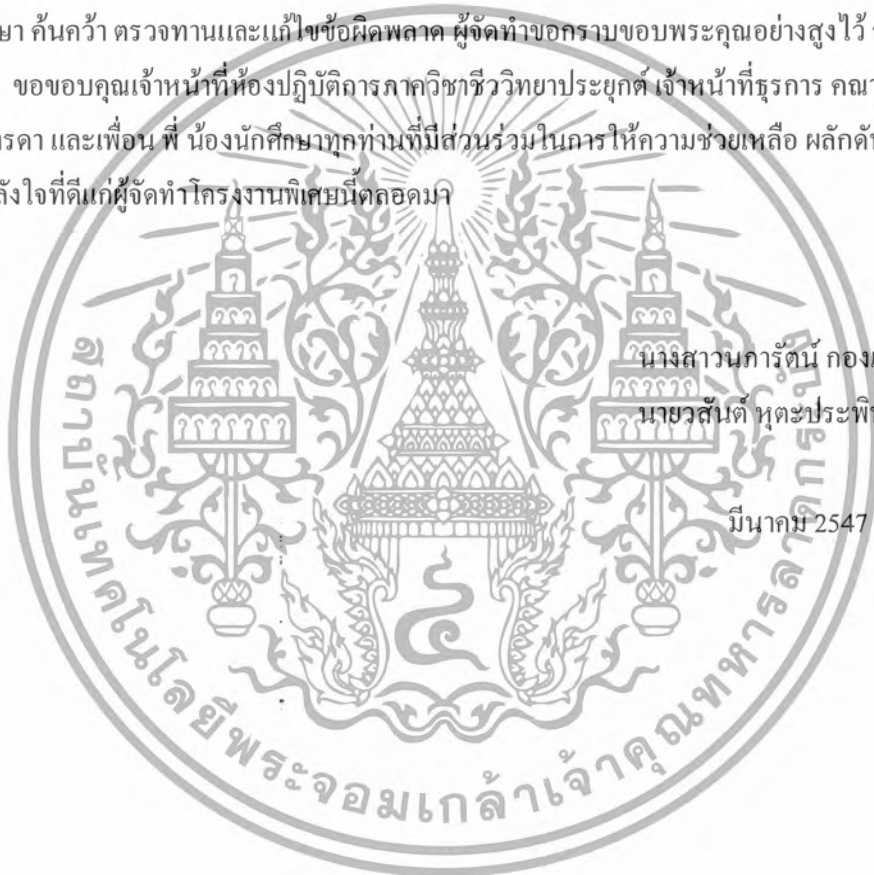 ษา ค้นคว้า ตรวจทานและแก้ไขข้อผิดพลาด ผู้จัดทำขอกราบขอบพระคุณอย่างสูงไว้
ขอขอบคุณเจ้าหน้าที่ห้องปฏิบัติการภาควิชาชีววิทยาประยุกต์ เจ้าหน้าที่ธุรการ คณา
รดา และเพื่อน พี่ น้องนักศึกษาทุกท่านที่มีส่วนร่วมในการให้ความช่วยเหลือ ผลักดัน
ลังใจที่ดีแก่ผู้จัดทำโครงงานพิเศษนี้ตลอดมา
นางสาวนภารัตน์ กอง
นายวสันต์ หุตะประพิ
มีนาคม 2547
สถาบันเทคโนโลยีพระจอมเกล้าเจ้าคุณทหารลาดกระบัง
๔